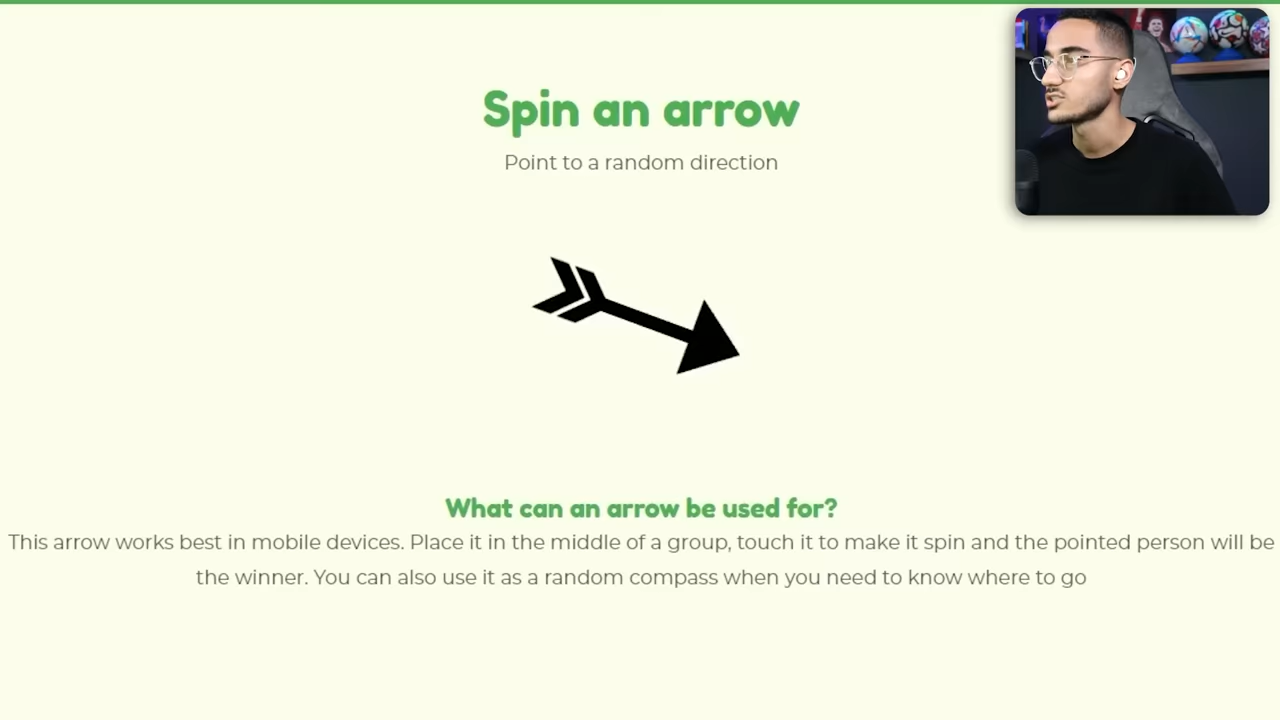 Spin an arrow
Point to a random direction
What can an arrow be used for?
This arrow works best in mobile devices. Place it in the middle of a group, touch it to make it spin and the pointed person will be
the winner. You can also use it as a random compass when you need to know where to go